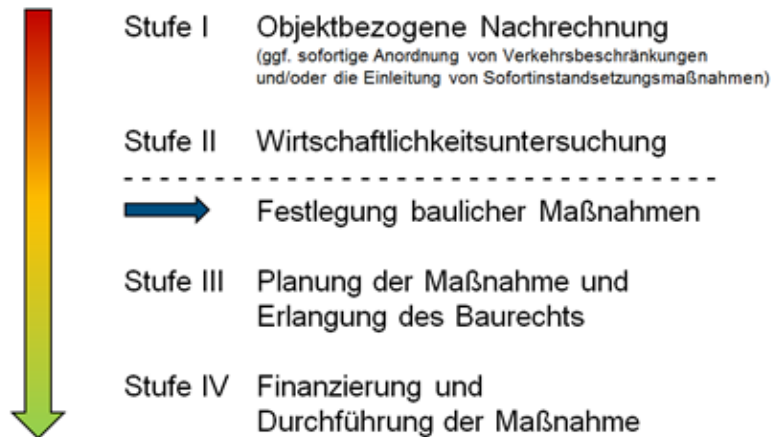 Stufe I Objektbezogene Nachrechnung
(ggf. sofortige Anordnung von Verkehrsbeschränkungen
und/oder die Einleitung von Sofortinstandsetzungsmaßnahmen)
Stufe II Wirtschaftlichkeitsuntersuchung
Festlegung baulicher Maßnahmen
Stufe III Planung der Maßnahme und
Erlangung des Baurechts
Stufe IV Finanzierung und
Durchführung der Maßnahme